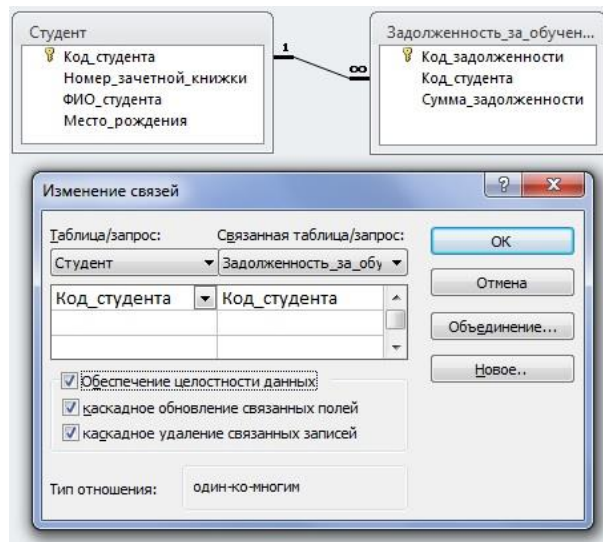 Студент
Код_студента
Номер_зачетной_книжки
ФИО_студента
Место_рождения
1
∞
Задолженность_за_обучен...
Код_задолженности
Код_студента
Сумма_задолженности
Изменение связей
? X
Таблица/запрос: Связанная таблица/запрос:
Студент Задолженность_за_обу
Код_студента Код_студента
Обеспечение целостности данных
каскадное обновление связанных полей
каскадное удаление связанных записей
Тип отношения: один-ко-многим
ОК
Отмена
Объединение...
Новое..